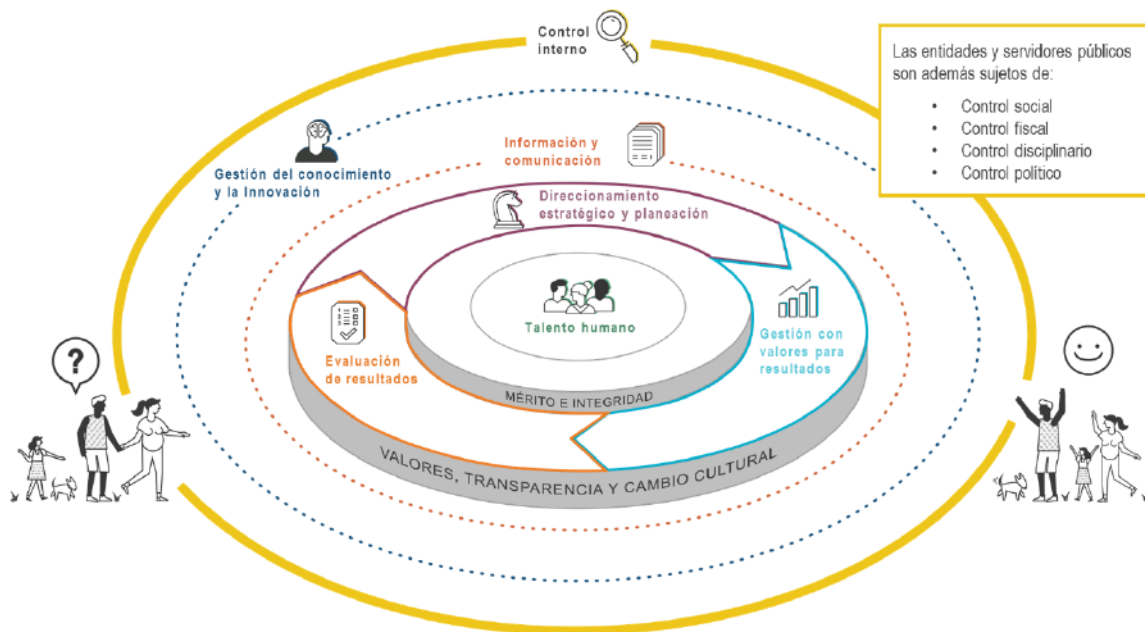 Control
interno
Las entidades y servidores públicos
son además sujetos de:
• Control social
• Control fiscal
• Control disciplinario
• Control político
Gestión del conocimiento
y la Innovación
Información y
comunicación
Direccionamiento
estratégico y planeación
Talento humano
Gestión con
valores para
resultados
Evaluación
de resultados
MÉRITO E INTEGRIDAD
VALORES, TRANSPARENCIA Y CAMBIO CULTURAL
?